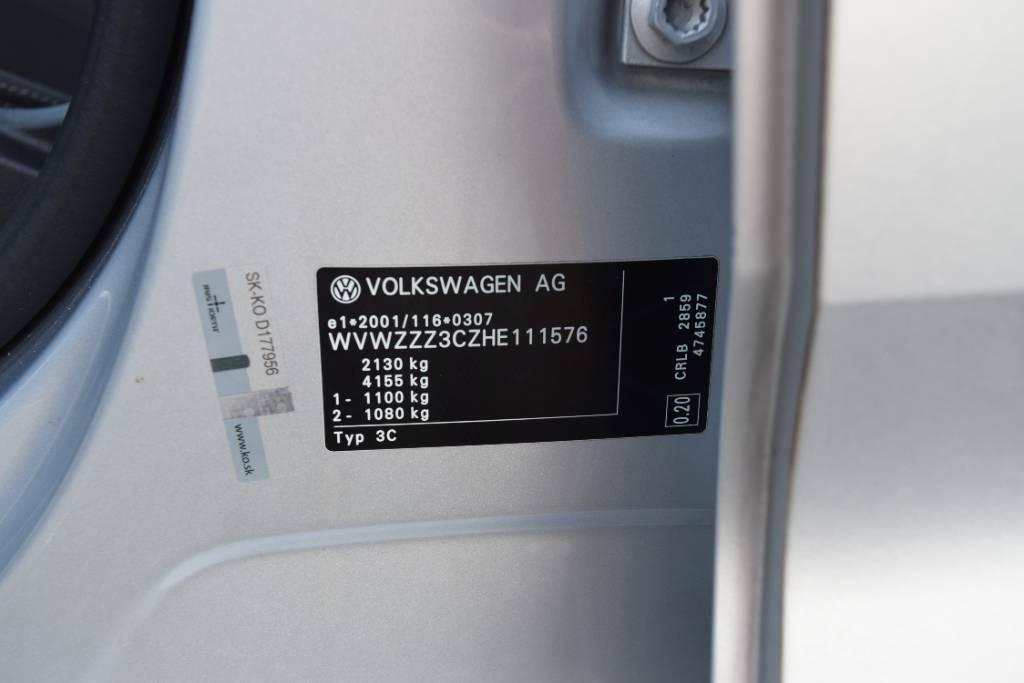 VOLKSWAGEN AG
e1*2001/116*0307
WVWZZZ3CZHE111576
2130 kg
4155 kg
1- 1100 kg
2- 1080 kg
Typ 3C
1
CRLB 2859
4745877
0.20
SK-KO D177956
www.ko.sk